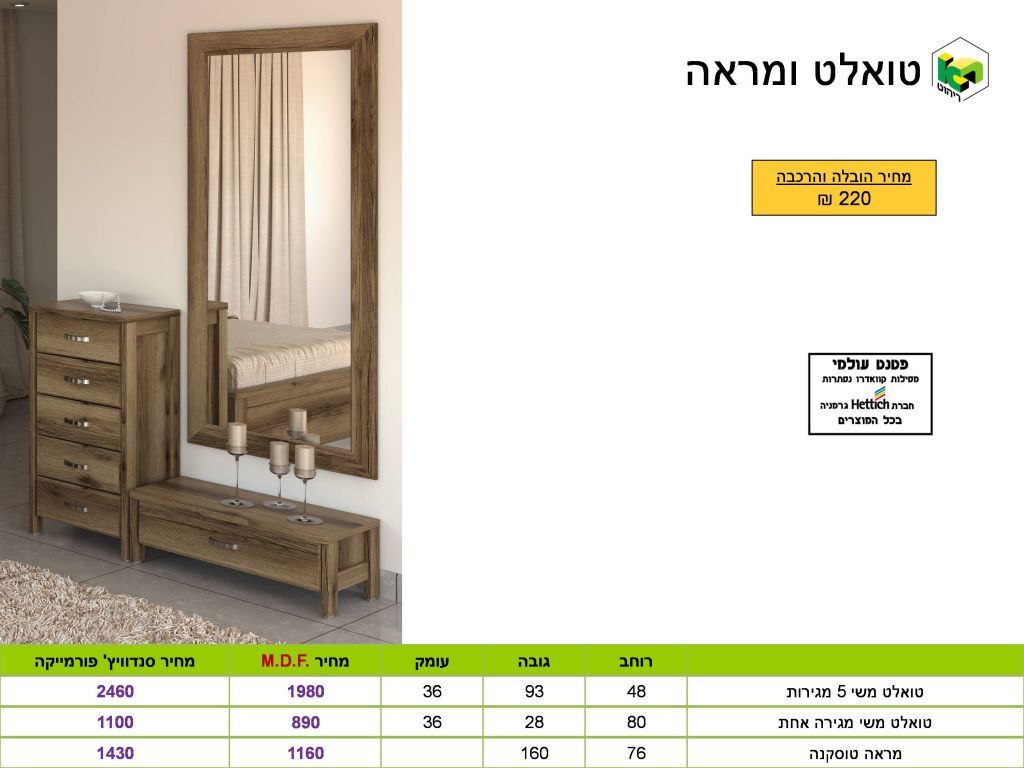 טואלט ומראה
ריהוט
מחיר הובלה והרכבה
220 ₪
פטנט עולמי
מסילות קוואדרו נסתרות
חברת Hettich גרמניה
בכל המוצרים
רוחב גובה עומק מחיר M.D.F. מחיר סנדוויץ' פורמייקה
טואלט משי 5 מגירות 48 93 36 1980 2460
טואלט משי מגירה אחת 80 28 36 890 1100
מראה טוסקנה 76 160 1160 1430